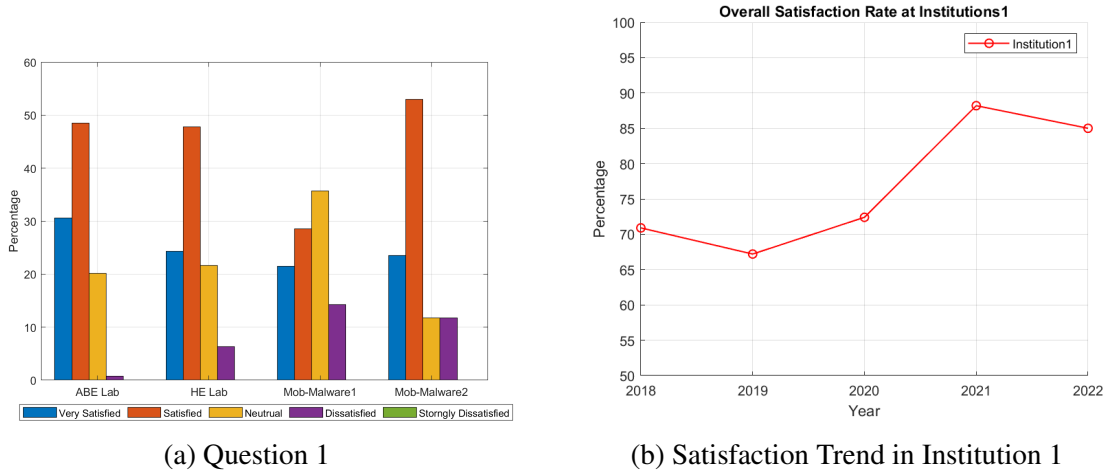 60
50
40
30
20
10
0
Percentage
ABE Lab HE Lab Mob-Malware1 Mob-Malware2
Very Satisfied Satisfied Neutrual Dissatisfied Storngly Dissatisfied
(a) Question 1
Overall Satisfaction Rate at Institutions1
Institution1
100
95
90
85
80
75
70
65
60
55
50
Percentage
2018 2019 2020 2021 2022
Year
(b) Satisfaction Trend in Institution 1